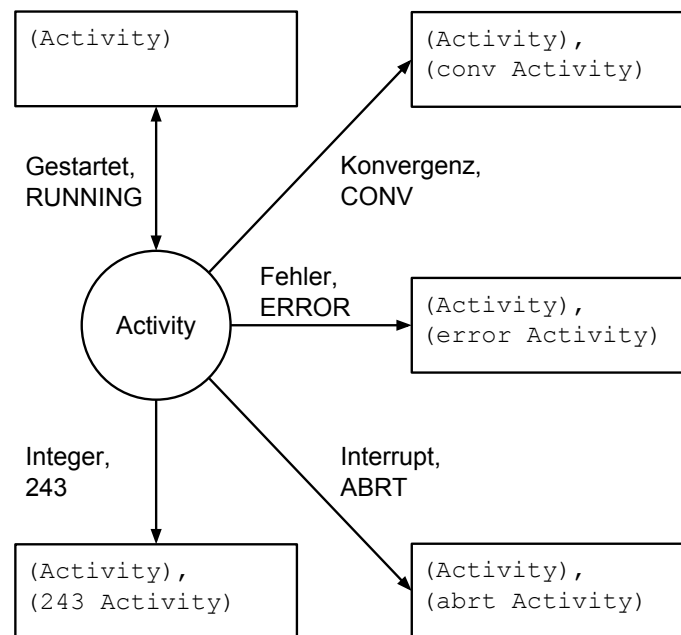 (Activity)
(Activity),
(conv Activity)
Gestartet,
RUNNING
Konvergenz,
CONV
Fehler,
ERROR
Activity
(Activity),
(error Activity)
Integer,
243
Interrupt,
ABRT
(Activity),
(243 Activity)
(Activity),
(abrt Activity)